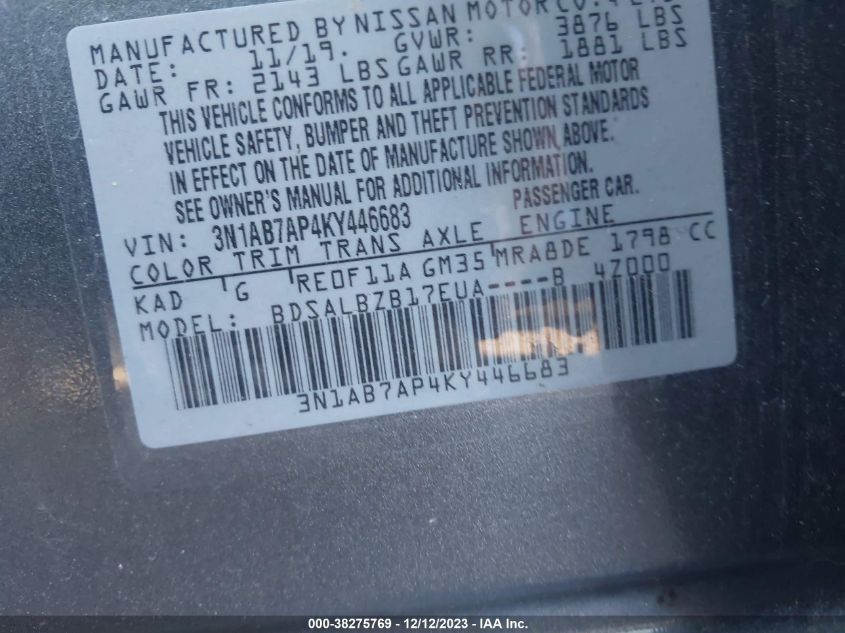 MANUFACTURED BY NISSAN MOTOR CO.
DATE: 11/19. GVWR: 3876 LBS
GAWR FR: 2143 LBS GAWR RR: 1881 LBS
THIS VEHICLE CONFORMS TO ALL APPLICABLE FEDERAL MOTOR
VEHICLE SAFETY, BUMPER AND THEFT PREVENTION STANDARDS
IN EFFECT ON THE DATE OF MANUFACTURE SHOWN ABOVE.
SEE OWNER'S MANUAL FOR ADDITIONAL INFORMATION.
VIN: 3N1AB7AP4KY446683 PASSENGER CAR.
COLOR TRIM TRANS AXLE ENGINE
KAD G RE0F11A GM35 MRA8DE 1798 CC
MODEL: BDSALBZB17EUA----B 4Z000
3N1AB7AP4KY446683
000-38275769 - 12/12/2023 - IAA Inc.